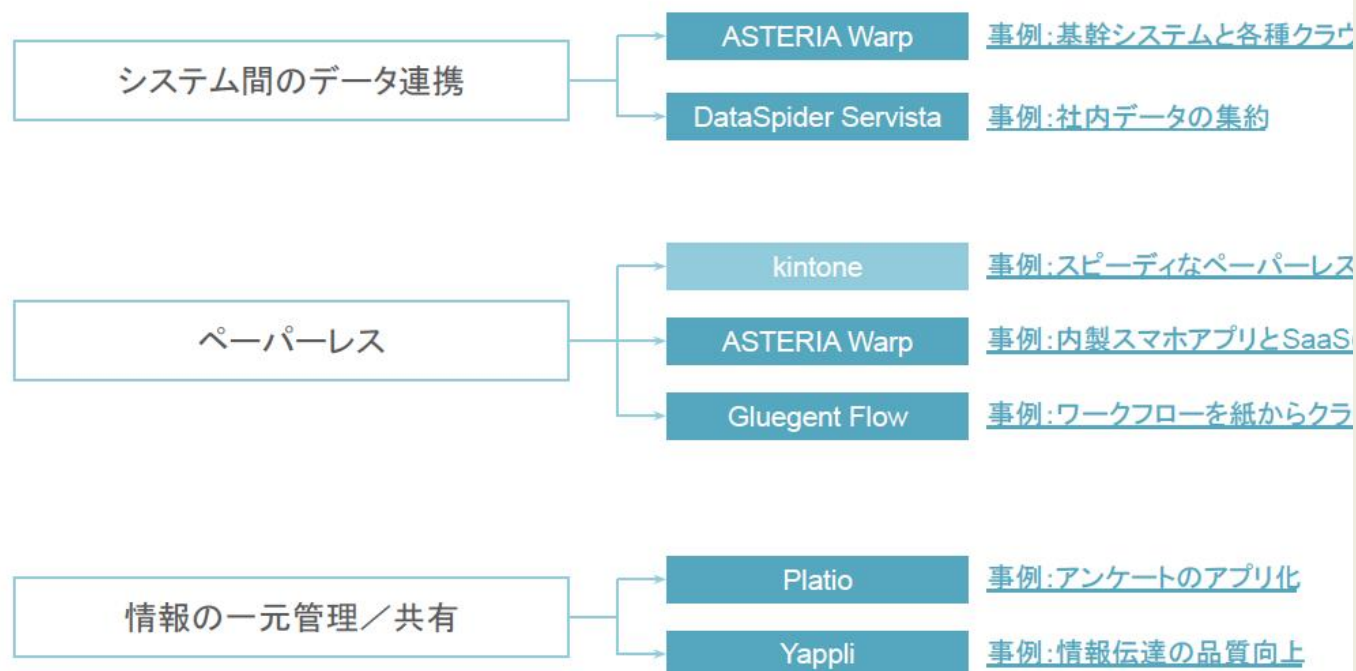 システム間のデータ連携
ASTERIA Warp
事例:基幹システムと各種クラウ
DataSpider Servista
事例:社内データの集約
ペーパーレス
kintone
事例:スピーディなペーパーレス
ASTERIA Warp
事例:内製スマホアプリとSaaS
Gluegent Flow
事例:ワークフローを紙からクラ
情報の一元管理／共有
Platio
事例:アンケートのアプリ化
Yappli
事例:情報伝達の品質向上